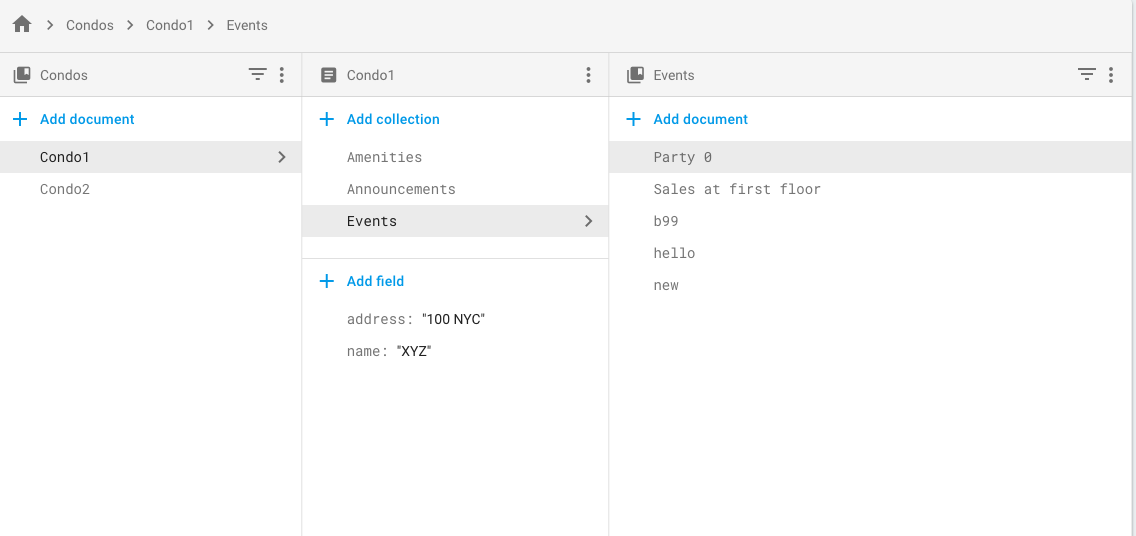 Condos > Condo1 > Events
Condos
Add document
Condo1
Condo2
Condo1
Add collection
Amenities
Announcements
Events
Add field
address: "100 NYC"
name: "XYZ"
Events
Add document
Party 0
Sales at first floor
b99
hello
new